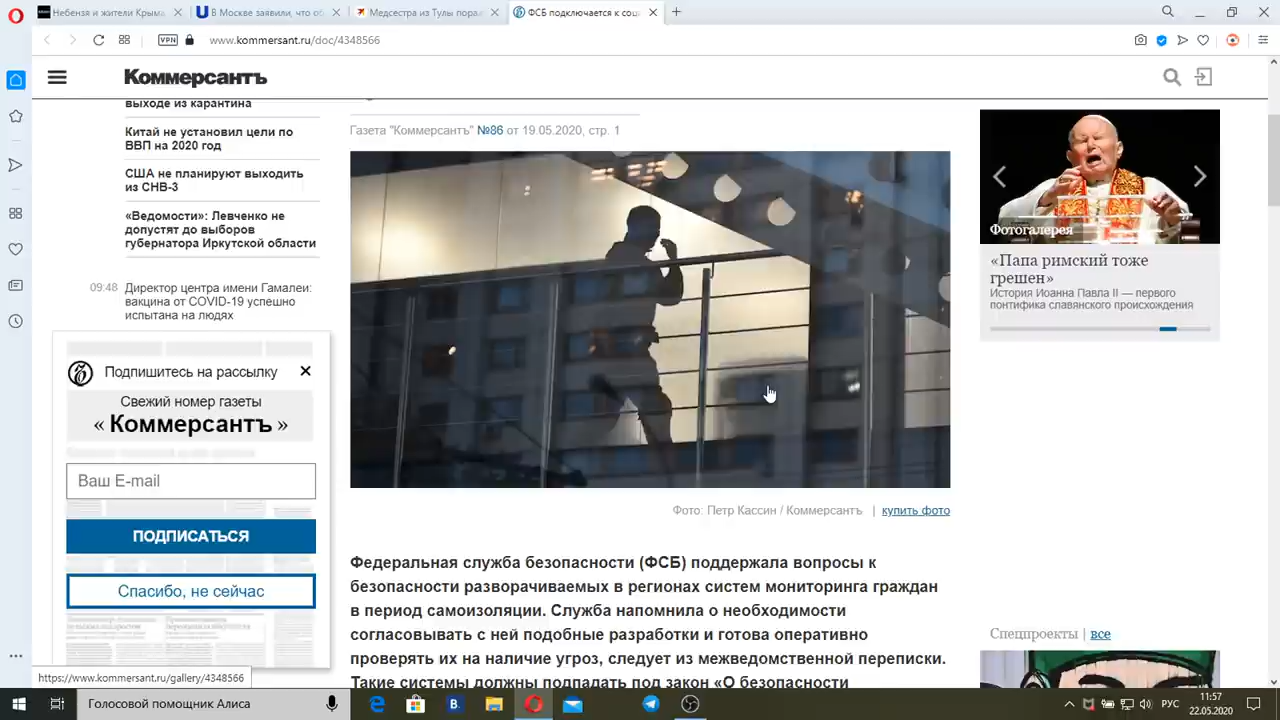 Небензя и жители Крыма
В Москве заявили, что об
Медсестра из Тулы пораз
ФСБ подключается к соц
VPN
www.kommersant.ru/doc/4348566
Коммерсантъ
выходе из карантина
Китай не установил цели по
ВВП на 2020 год
США не планируют выходить
из СНВ-3
«Ведомости»: Левченко не
допустят до выборов
губернатора Иркутской области
09:48 Директор центра имени Гамалеи:
вакцина от COVID-19 успешно
испытана на людях
Подпишитесь на рассылку
Свежий номер газеты
« Коммерсантъ »
Ваш E-mail
ПОДПИСАТЬСЯ
Спасибо, не сейчас
Газета "Коммерсантъ" №86 от 19.05.2020, стр. 1
Фото: Петр Кассин / Коммерсантъ | купить фото
Федеральная служба безопасности (ФСБ) поддержала вопросы к
безопасности разворачиваемых в регионах систем мониторинга граждан
в период самоизоляции. Служба напомнила о необходимости
согласовывать с ней подобные разработки и готова оперативно
проверять их на наличие угроз, следует из межведомственной переписки.
Такие системы должны подпадать под закон «О безопасности
Фотогалерея
«Папа римский тоже
грешен»
История Иоанна Павла II — первого
понтифика славянского происхождения
Спецпроекты | все
https://www.kommersant.ru/gallery/4348566
Голосовой помощник Алиса
РУС
11:57
22.05.2020